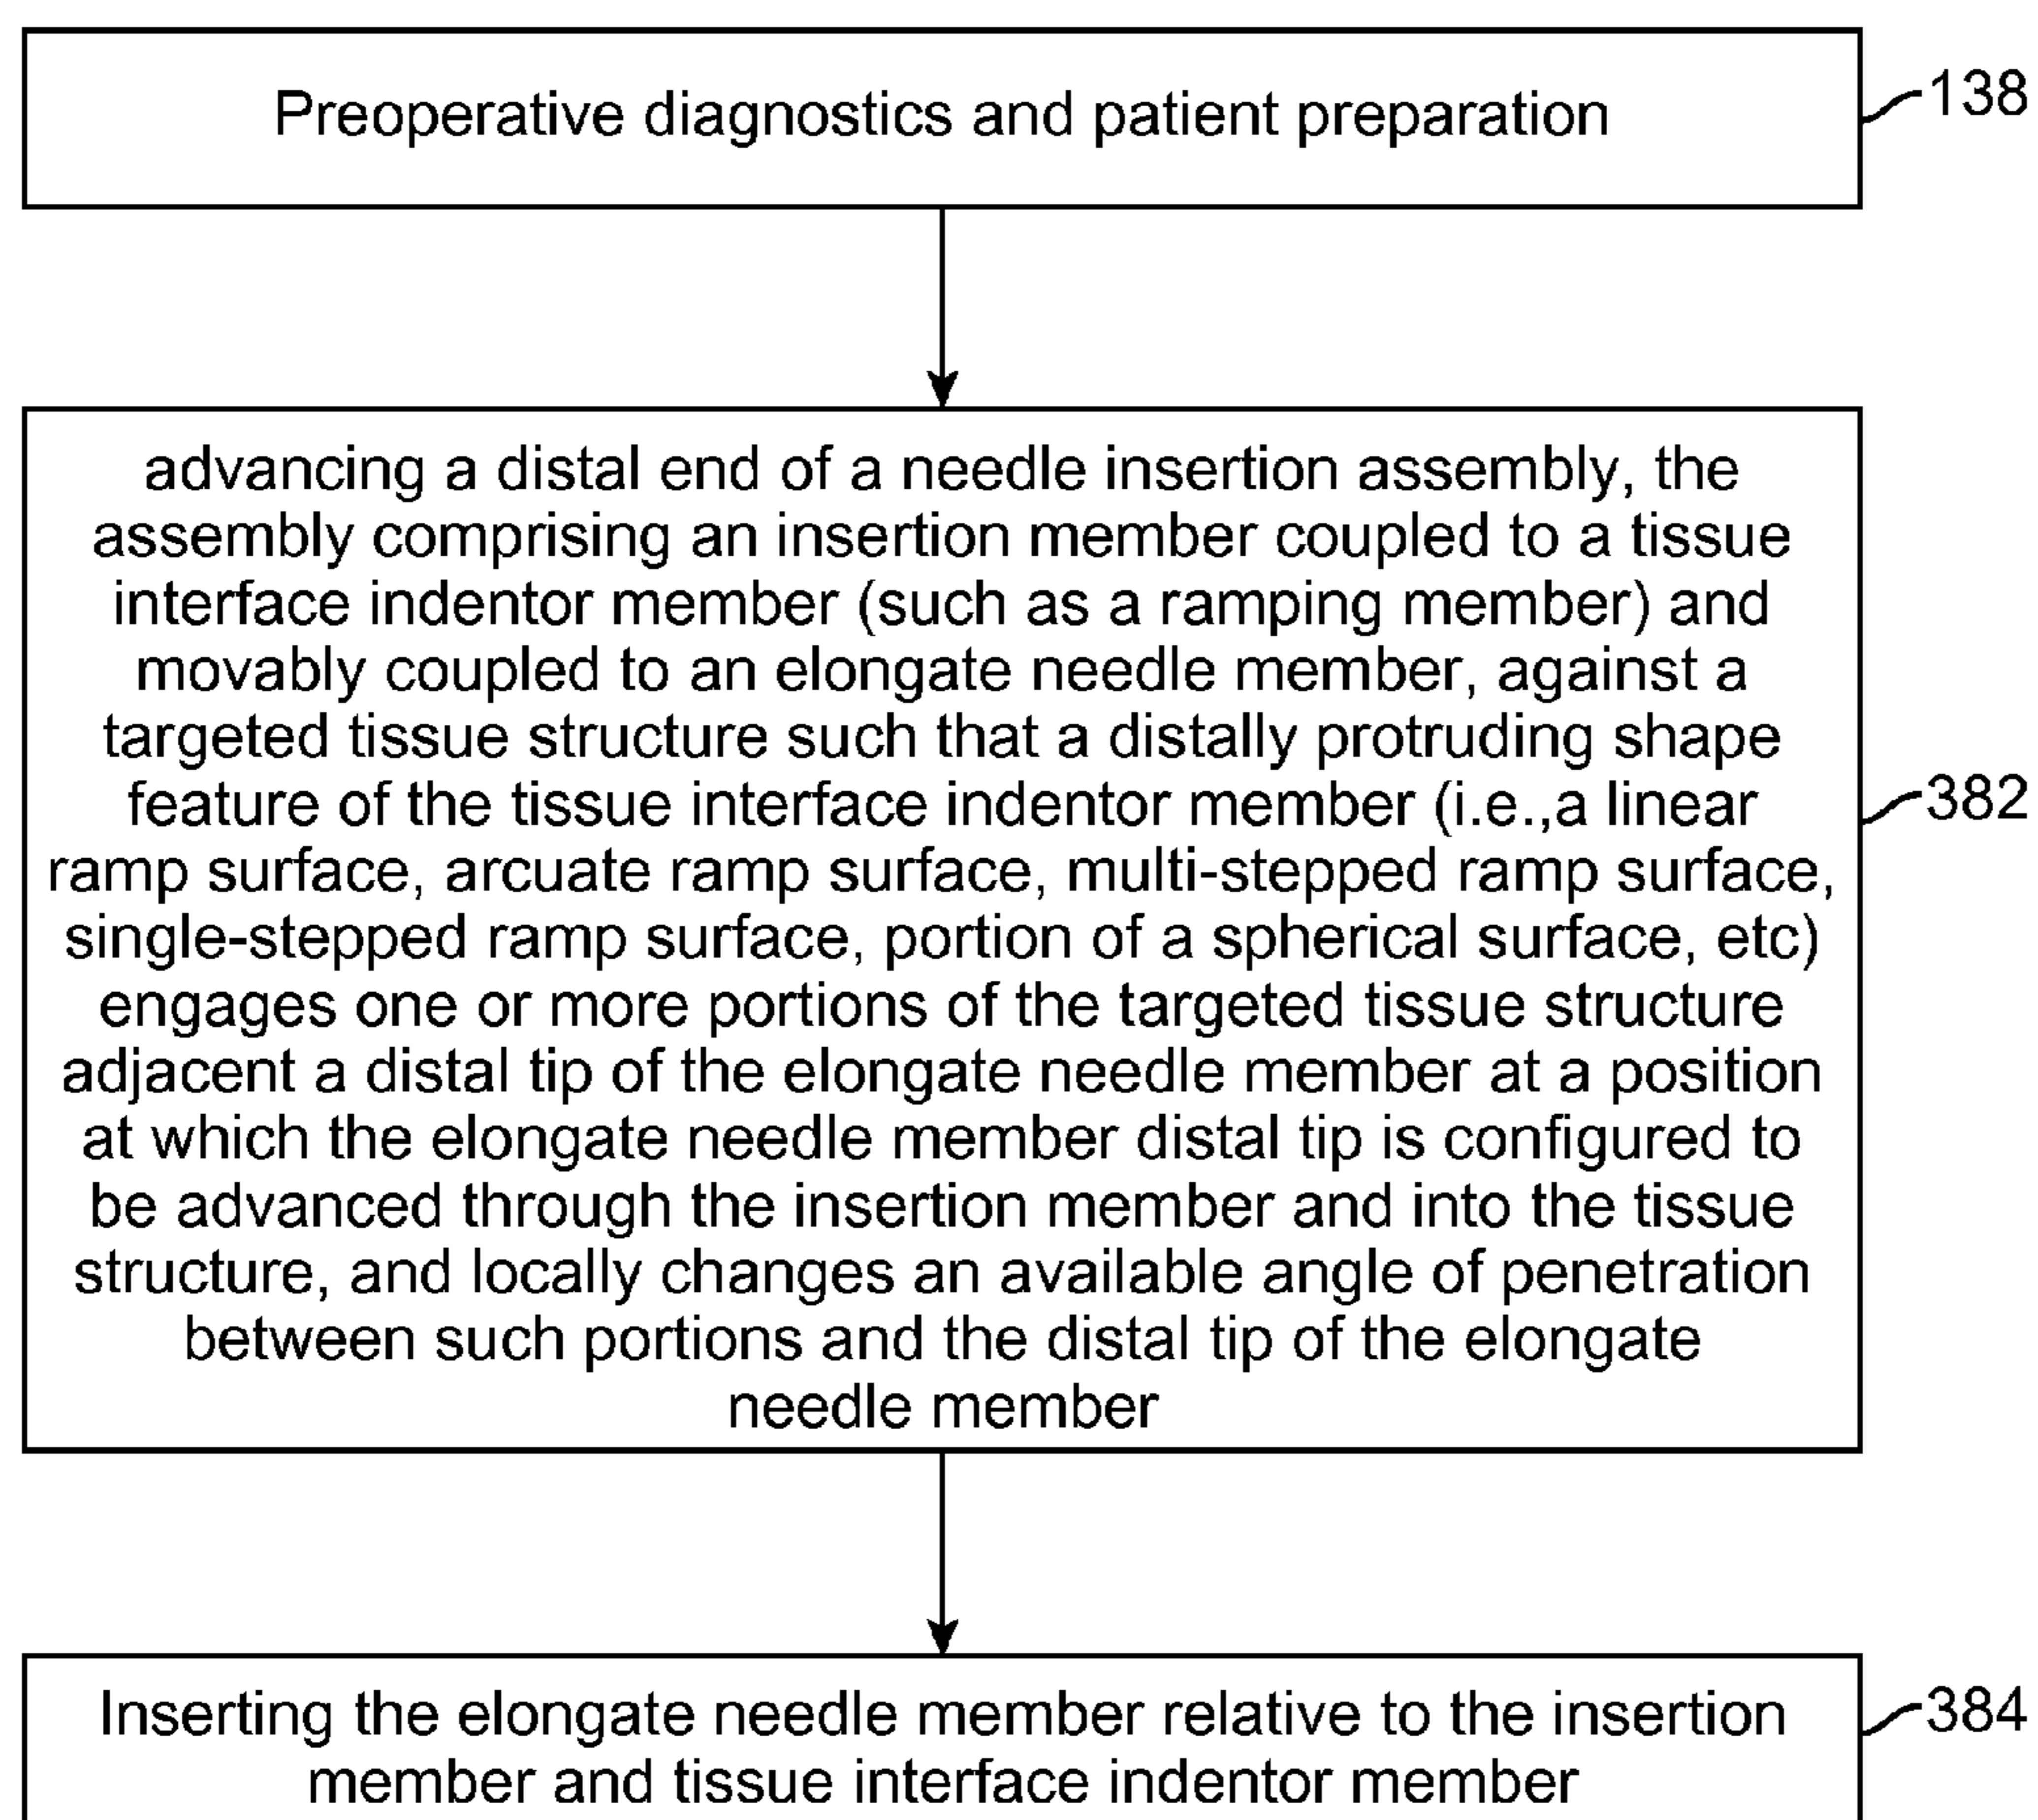 Preoperative diagnostics and patient preparation
138
advancing a distal end of a needle insertion assembly, the
assembly comprising an insertion member coupled to a tissue
interface indentor member (such as a ramping member) and
movably coupled to an elongate needle member, against a
targeted tissue structure such that a distally protruding shape
feature of the tissue interface indentor member (i.e.,a linear
ramp surface, arcuate ramp surface, multi-stepped ramp surface,
single-stepped ramp surface, portion of a spherical surface, etc)
engages one or more portions of the targeted tissue structure
adjacent a distal tip of the elongate needle member at a position
at which the elongate needle member distal tip is configured to
be advanced through the insertion member and into the tissue
structure, and locally changes an available angle of penetration
between such portions and the distal tip of the elongate
needle member
382
Inserting the elongate needle member relative to the insertion
member and tissue interface indentor member
384